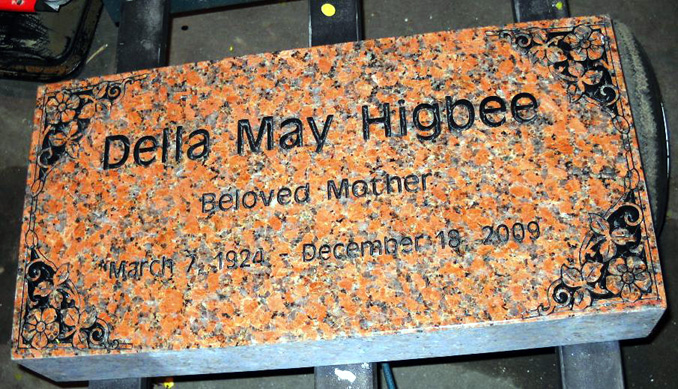 Della May Higbee
Beloved Mother
March 7, 1924 - December 18, 2009